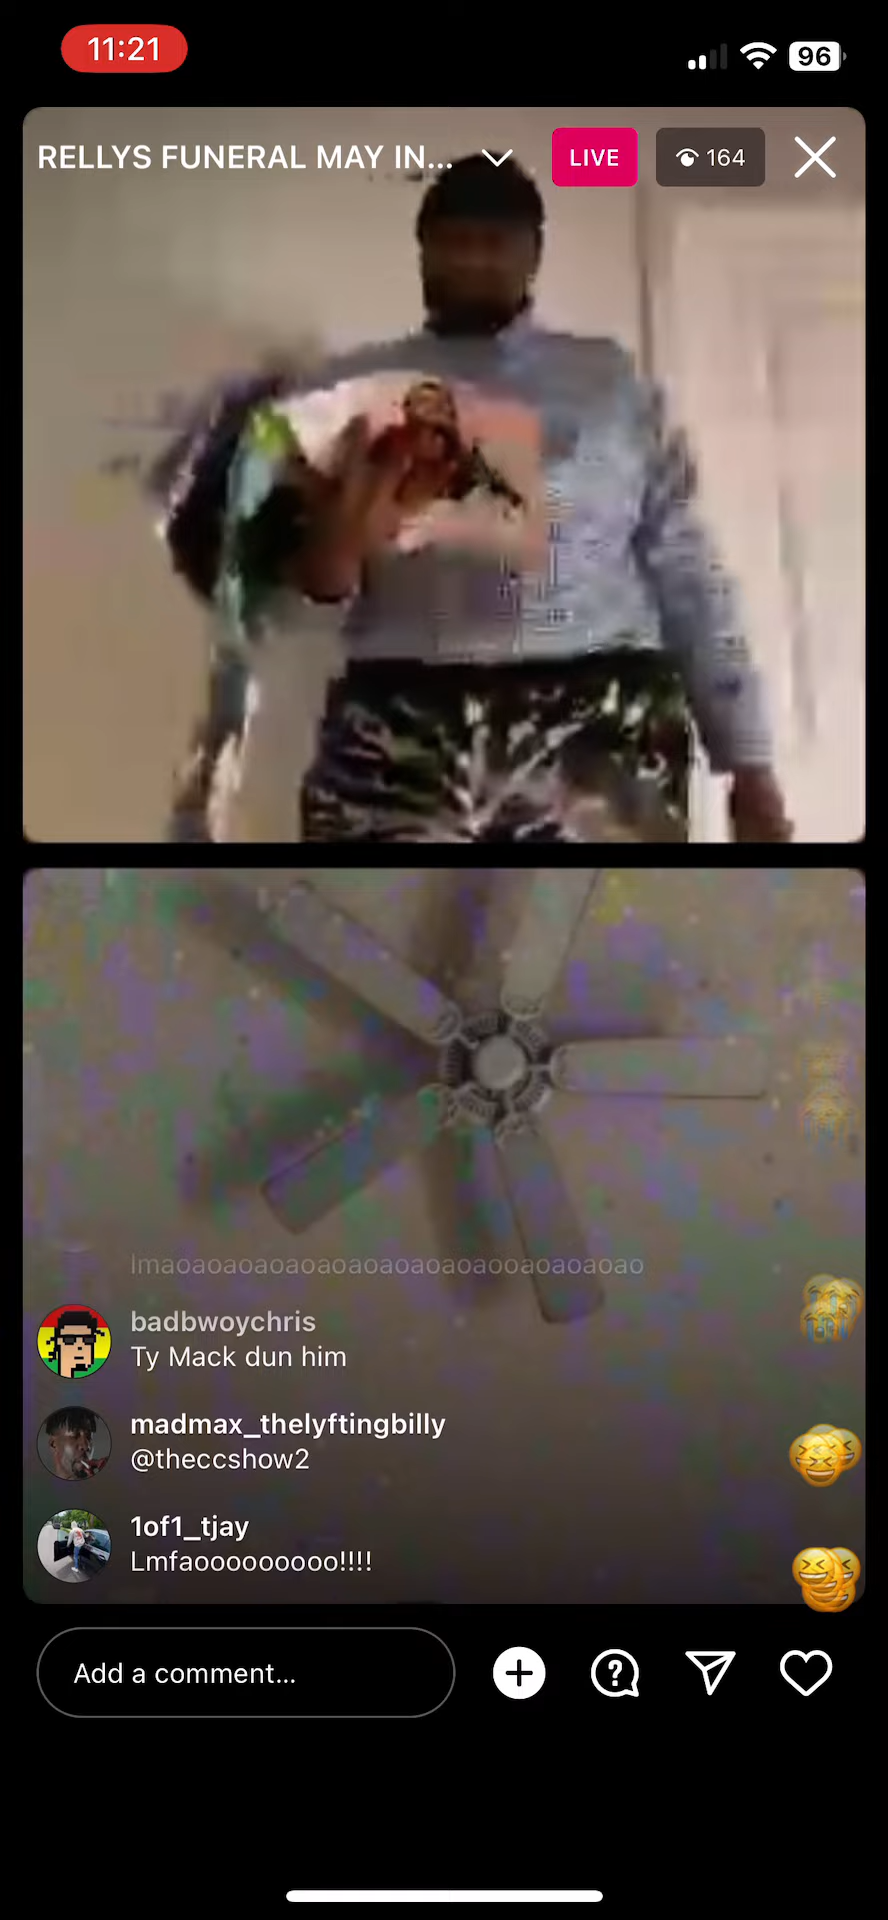 11:21
96
RELLYS FUNERAL MAY IN...
LIVE
164
lmaoaoaoaoaoaoaoaoaoaooaoaoaoao
badbwoychris
Ty Mack dun him
madmax_thelyftingbilly
@theccshow2
1of1_tjay
Lmfaooooooooo!!!!
Add a comment...